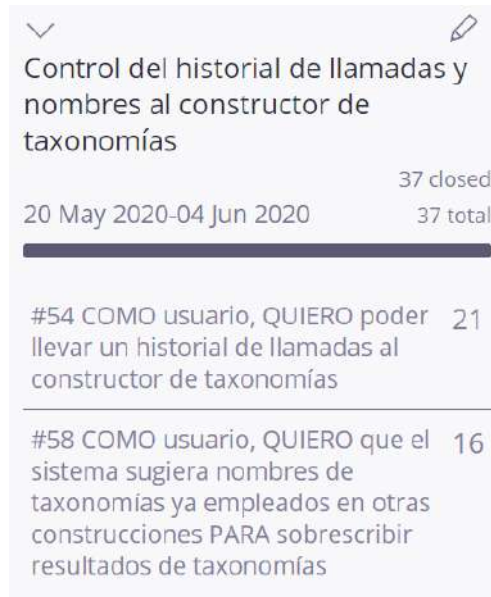 Control del historial de llamadas y
nombres al constructor de
taxonomías
37 closed
20 May 2020-04 Jun 2020 37 total
#54 COMO usuario, QUIERO poder 21
llevar un historial de llamadas al
constructor de taxonomías
#58 COMO usuario, QUIERO que el 16
sistema sugiera nombres de
taxonomías ya empleados en otras
construcciones PARA sobrescribir
resultados de taxonomías